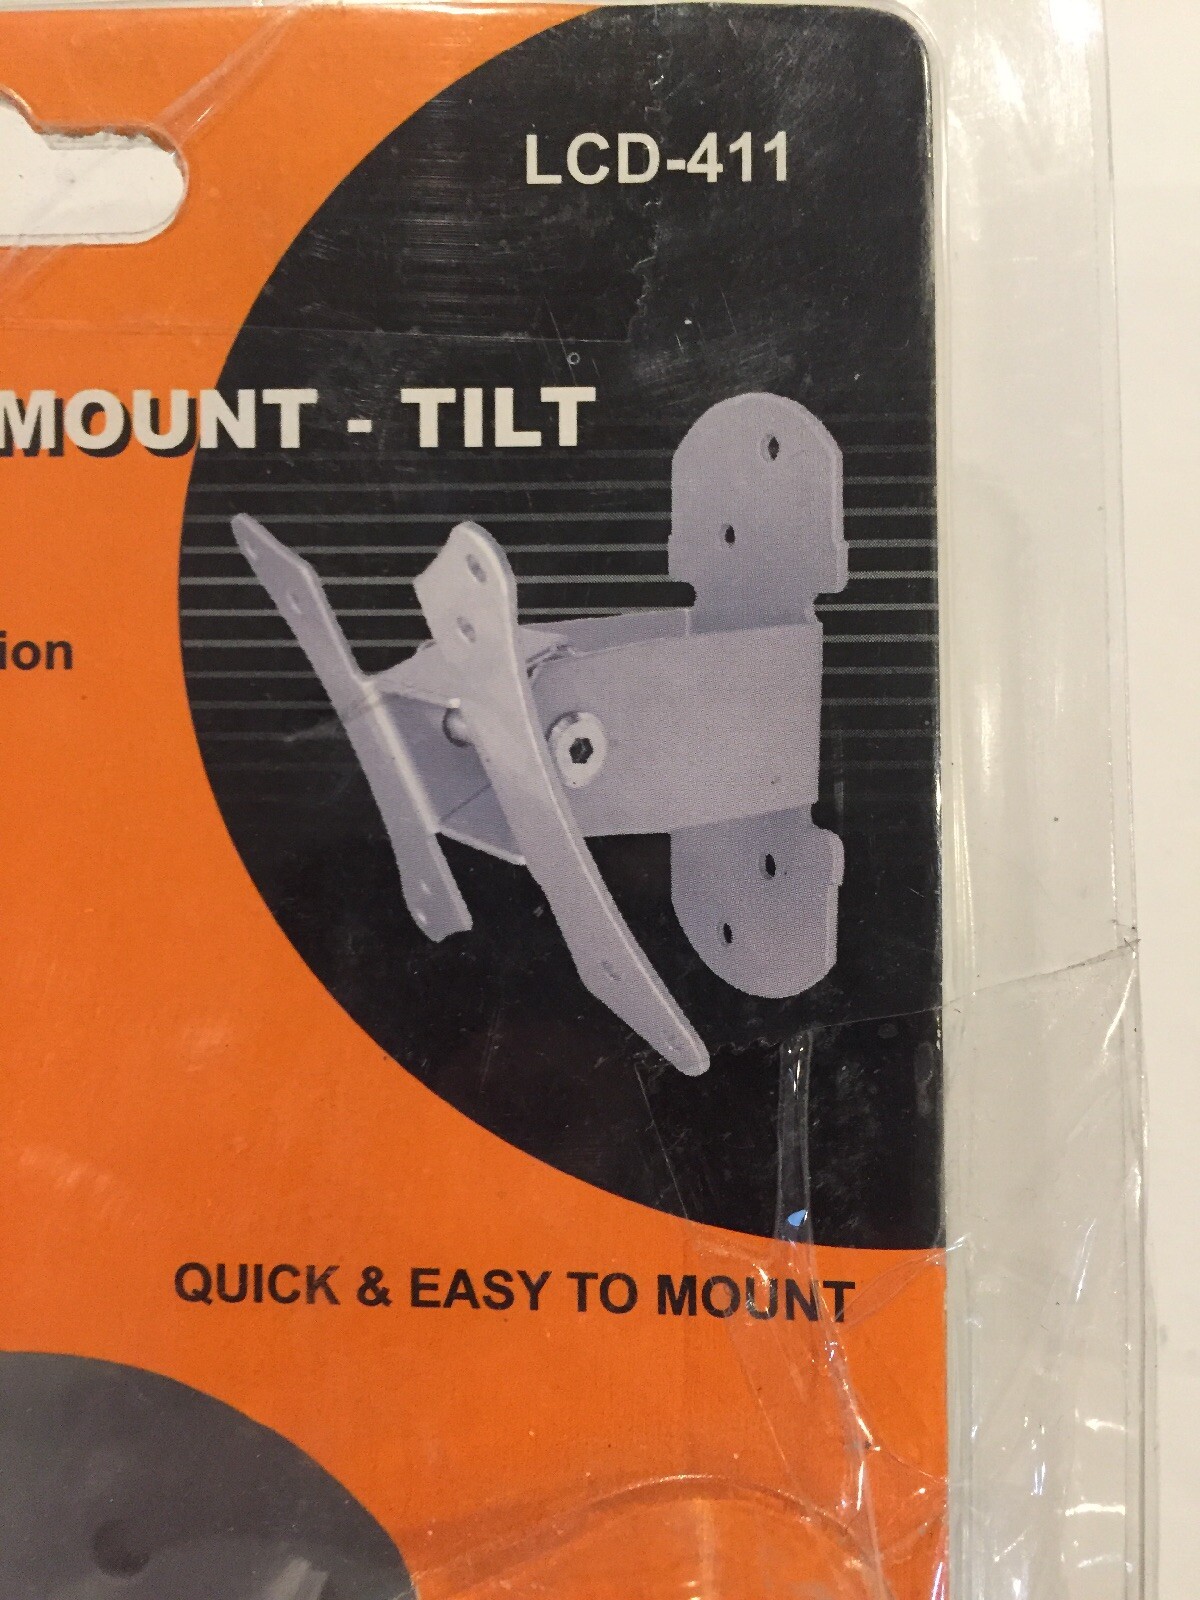 LCD-411
MOUNT - TILT
ion
QUICK & EASY TO MOUNT